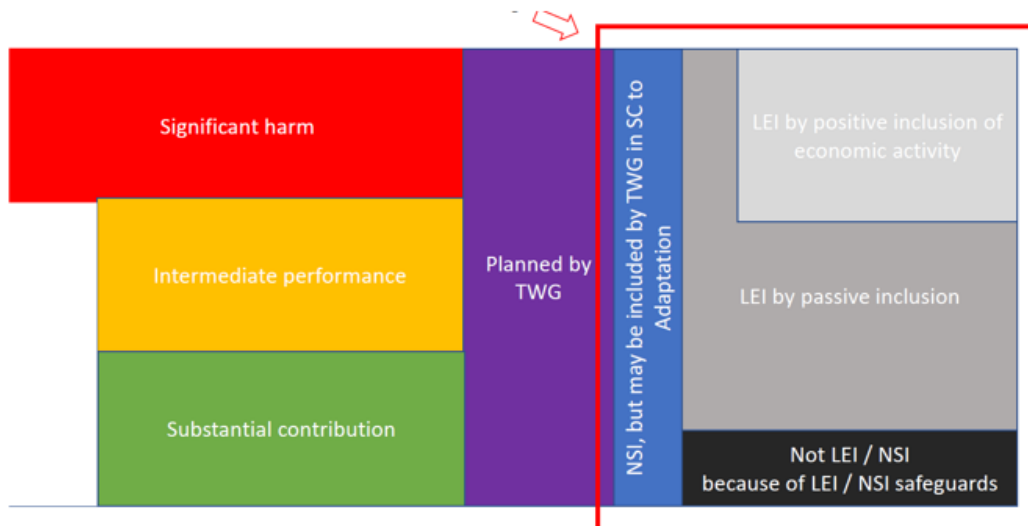 Significant harm
Intermediate performance
Substantial contribution
Planned by
TWG
NSI, but may be included by TWG in SC to
Adaptation
LEI by positive inclusion of
economic activity
LEI by passive inclusion
Not LEI / NSI
because of LEI / NSI safeguards